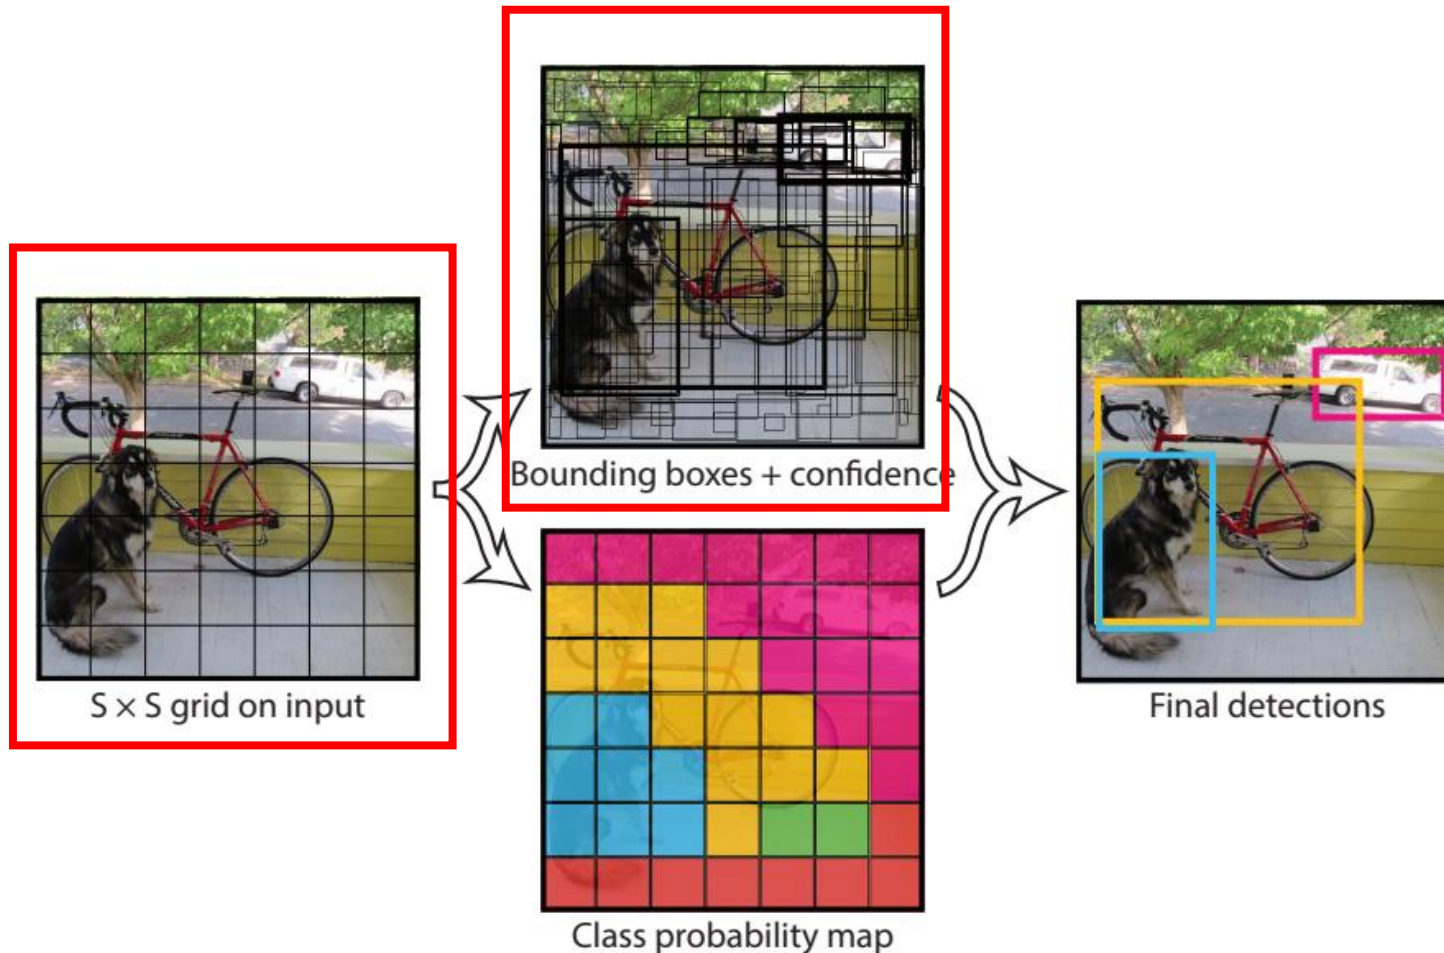 Bounding boxes + confidence
S × S grid on input
Final detections
Class probability map